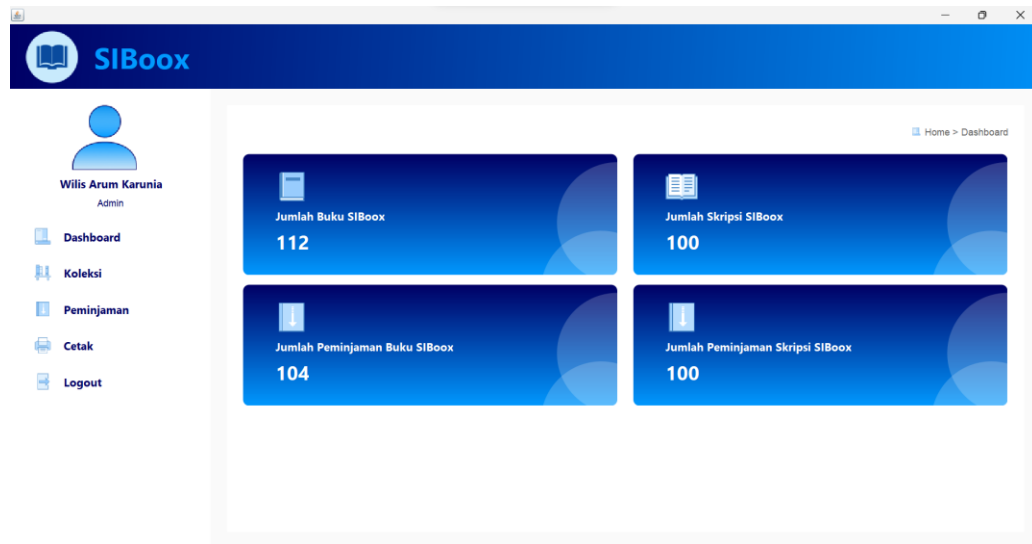 SIBoox
Wilis Arum Karunia
Admin
Dashboard
Koleksi
Peminjaman
Cetak
Logout
Home > Dashboard
Jumlah Buku SIBoox
112
Jumlah Skripsi SIBoox
100
Jumlah Peminjaman Buku SIBoox
104
Jumlah Peminjaman Skripsi SIBoox
100